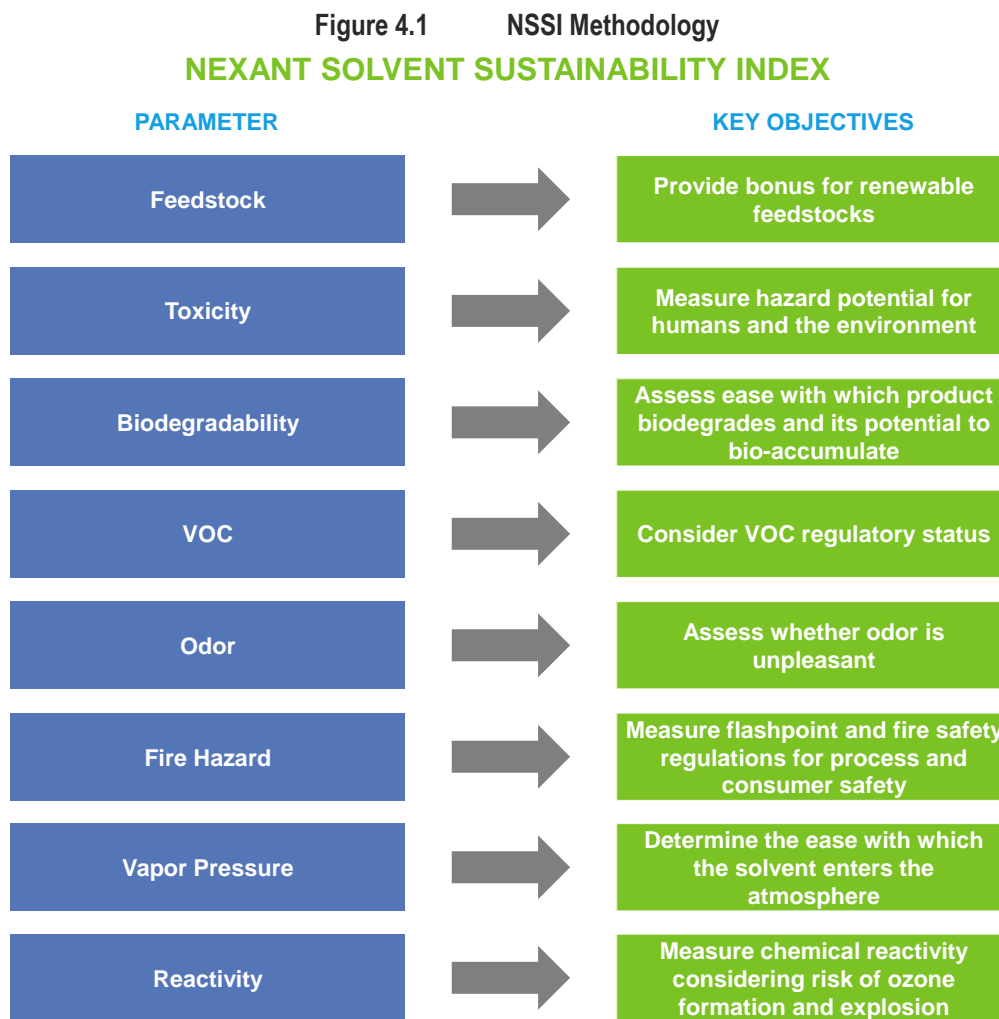 Figure 4.1 NSSI Methodology
NEXANT SOLVENT SUSTAINABILITY INDEX
PARAMETER KEY OBJECTIVES
Feedstock
Provide bonus for renewable
feedstocks
Toxicity
Measure hazard potential for
humans and the environment
Biodegradability
Assess ease with which product
biodegrades and its potential to
bio-accumulate
VOC
Consider VOC regulatory status
Odor
Assess whether odor is
unpleasant
Fire Hazard
Measure flashpoint and fire safety
regulations for process and
consumer safety
Vapor Pressure
Determine the ease with which
the solvent enters the
atmosphere
Reactivity
Measure chemical reactivity
considering risk of ozone
formation and explosion